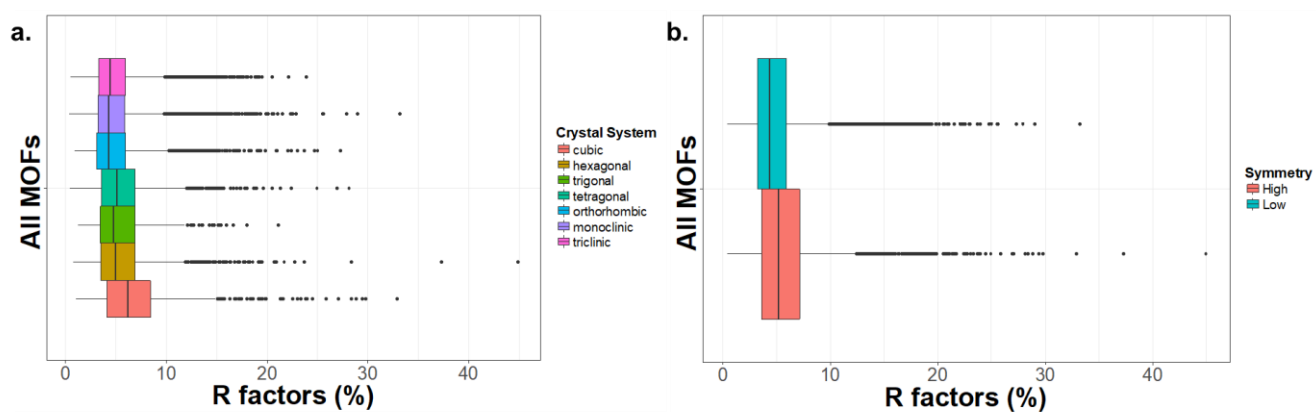 a.
All MOFs
0 10 20 30 40
R factors (%)
Crystal System
cubic
hexagonal
trigonal
tetragonal
orthorhombic
monoclinic
triclinic
b.
All MOFs
0 10 20 30 40
R factors (%)
Symmetry
High
Low